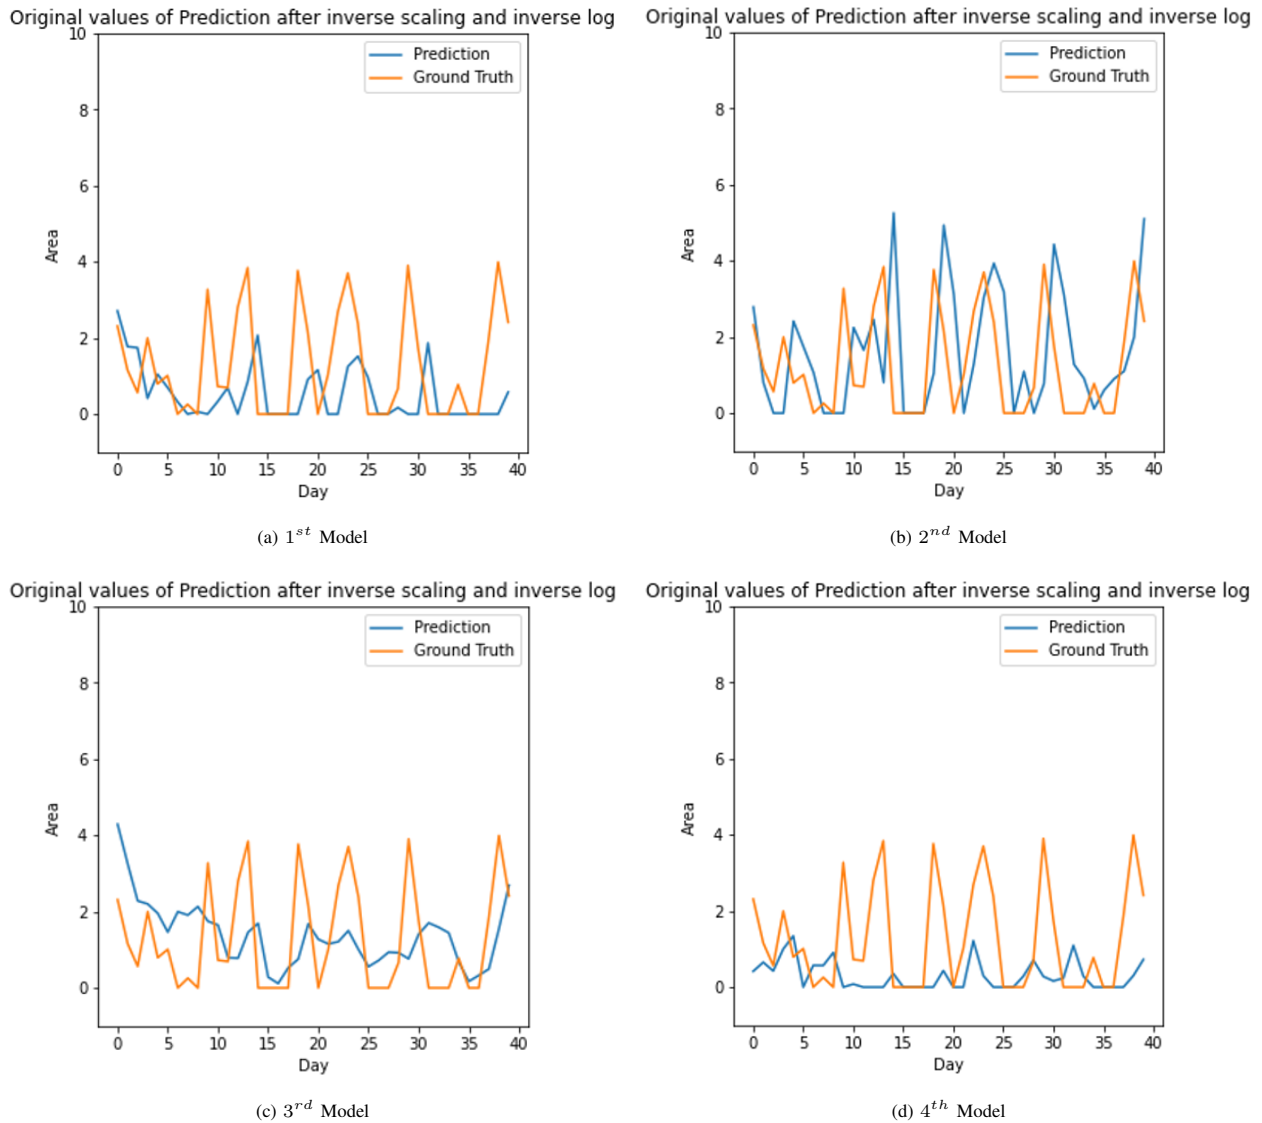 Original values of Prediction after inverse scaling and inverse log
10
8
6
4
2
0
Area
Prediction
Ground Truth
0 5 10 15 20 25 30 35 40
Day
(a) 1st Model
Original values of Prediction after inverse scaling and inverse log
10
8
6
4
2
0
Area
Prediction
Ground Truth
0 5 10 15 20 25 30 35 40
Day
(b) 2nd Model
Original values of Prediction after inverse scaling and inverse log
10
8
6
4
2
0
Area
Prediction
Ground Truth
0 5 10 15 20 25 30 35 40
Day
(c) 3rd Model
Original values of Prediction after inverse scaling and inverse log
10
8
6
4
2
0
Area
Prediction
Ground Truth
0 5 10 15 20 25 30 35 40
Day
(d) 4th Model